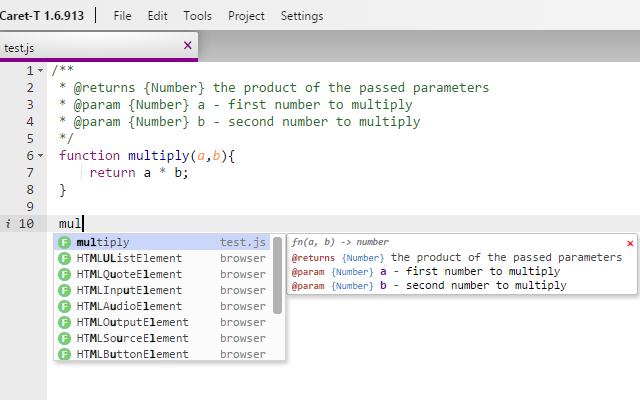 Caret-T 1.6.913 | File Edit Tools Project Settings
test.js ×
1 /**
2 * @returns {Number} the product of the passed parameters
3 * @param {Number} a - first number to multiply
4 * @param {Number} b - second number to multiply
5 */
6 function multiply(a,b){
7 return a * b;
8 }
9
i 10 mul
F multiply test.js
F HTMLUListElement browser
F HTMLQuoteElement browser
F HTMLInputElement browser
F HTMLAudioElement browser
F HTMLOutputElement browser
F HTMLSourceElement browser
F HTMLButtonElement browser
fn(a, b) -> number ×
@returns {Number} the product of the passed parameters
@param {Number} a - first number to multiply
@param {Number} b - second number to multiply